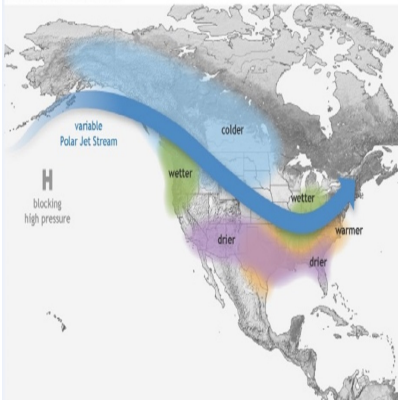 variable
Polar Jet Stream
colder
H
blocking
high pressure
wetter
wetter
warmer
drier
drier